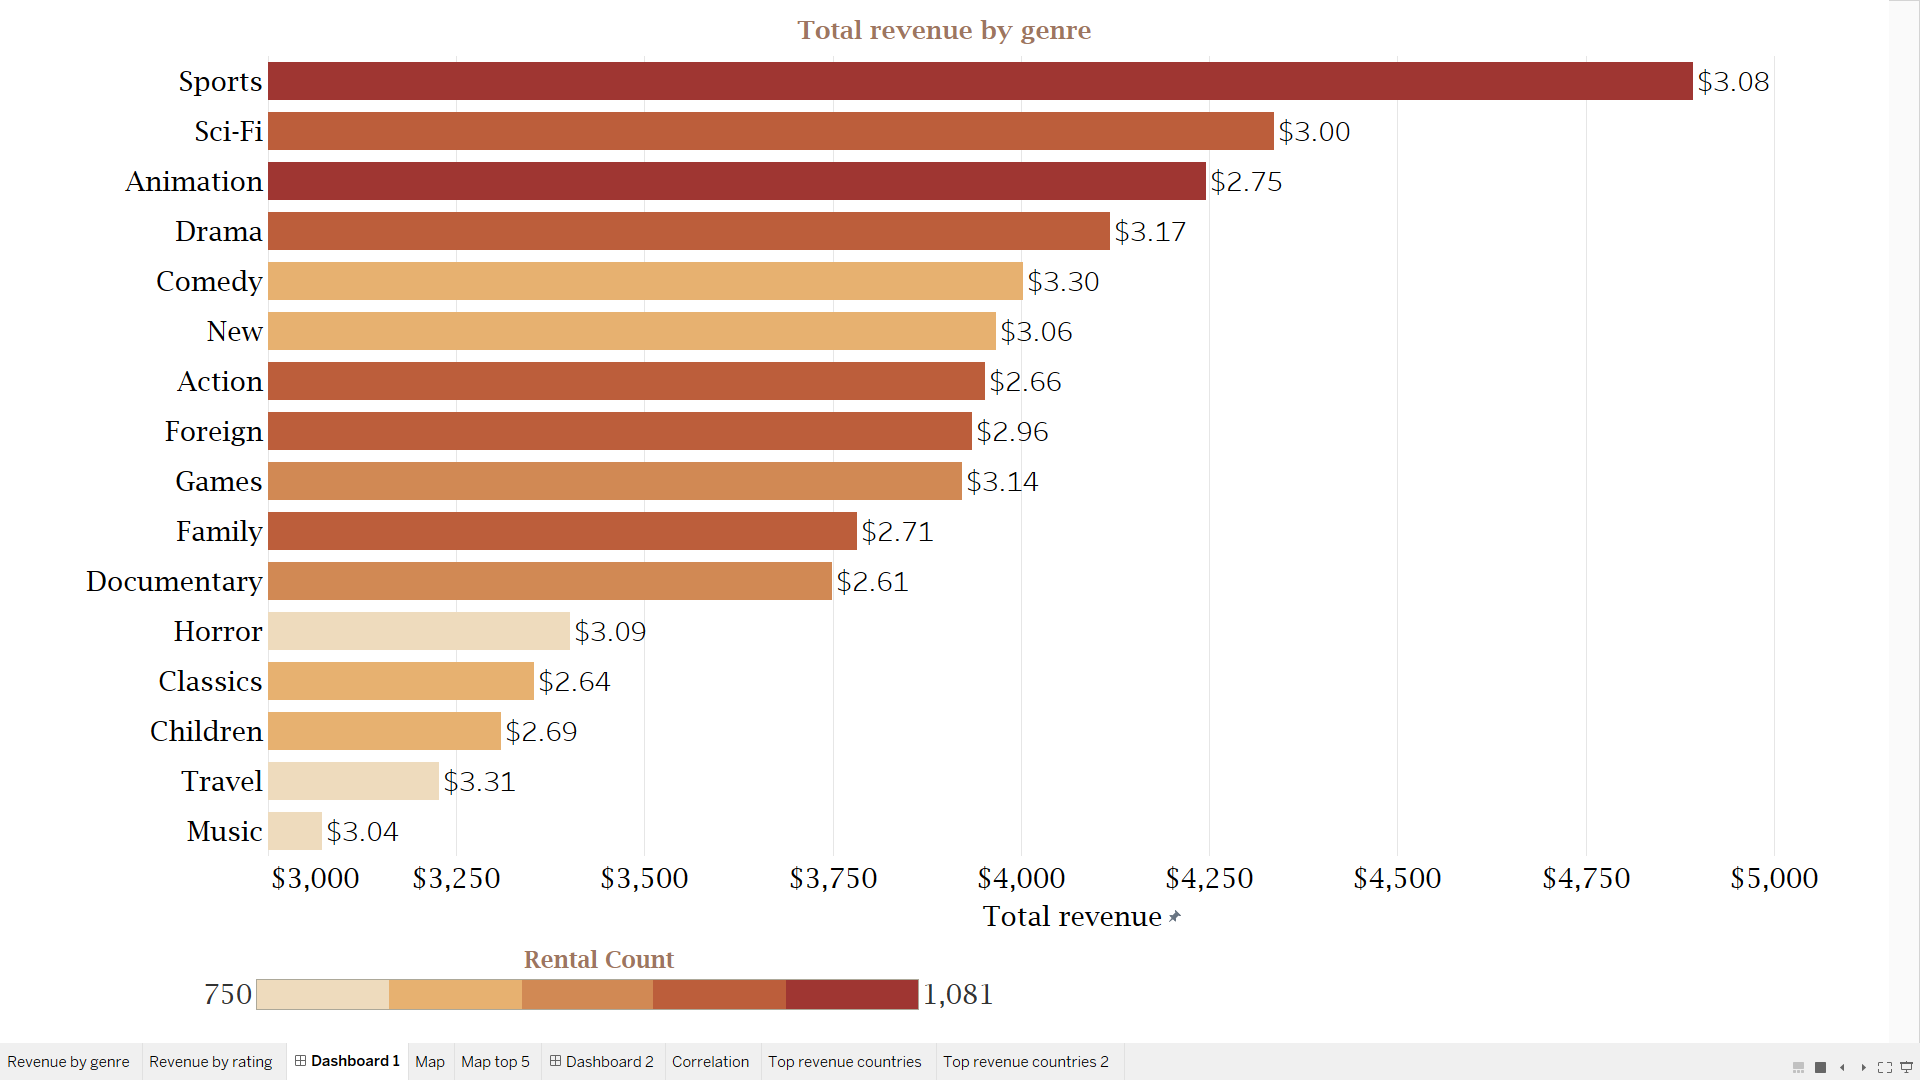 Total revenue by genre
Sports $3.08
Sci-Fi $3.00
Animation $2.75
Drama $3.17
Comedy $3.30
New $3.06
Action $2.66
Foreign $2.96
Games $3.14
Family $2.71
Documentary $2.61
Horror $3.09
Classics $2.64
Children $2.69
Travel $3.31
Music $3.04
$3,000 $3,250 $3,500 $3,750 $4,000 $4,250 $4,500 $4,750 $5,000
Total revenue
Rental Count
750 1,081
Revenue by genre Revenue by rating Dashboard 1 Map Map top 5 Dashboard 2 Correlation Top revenue countries Top revenue countries 2